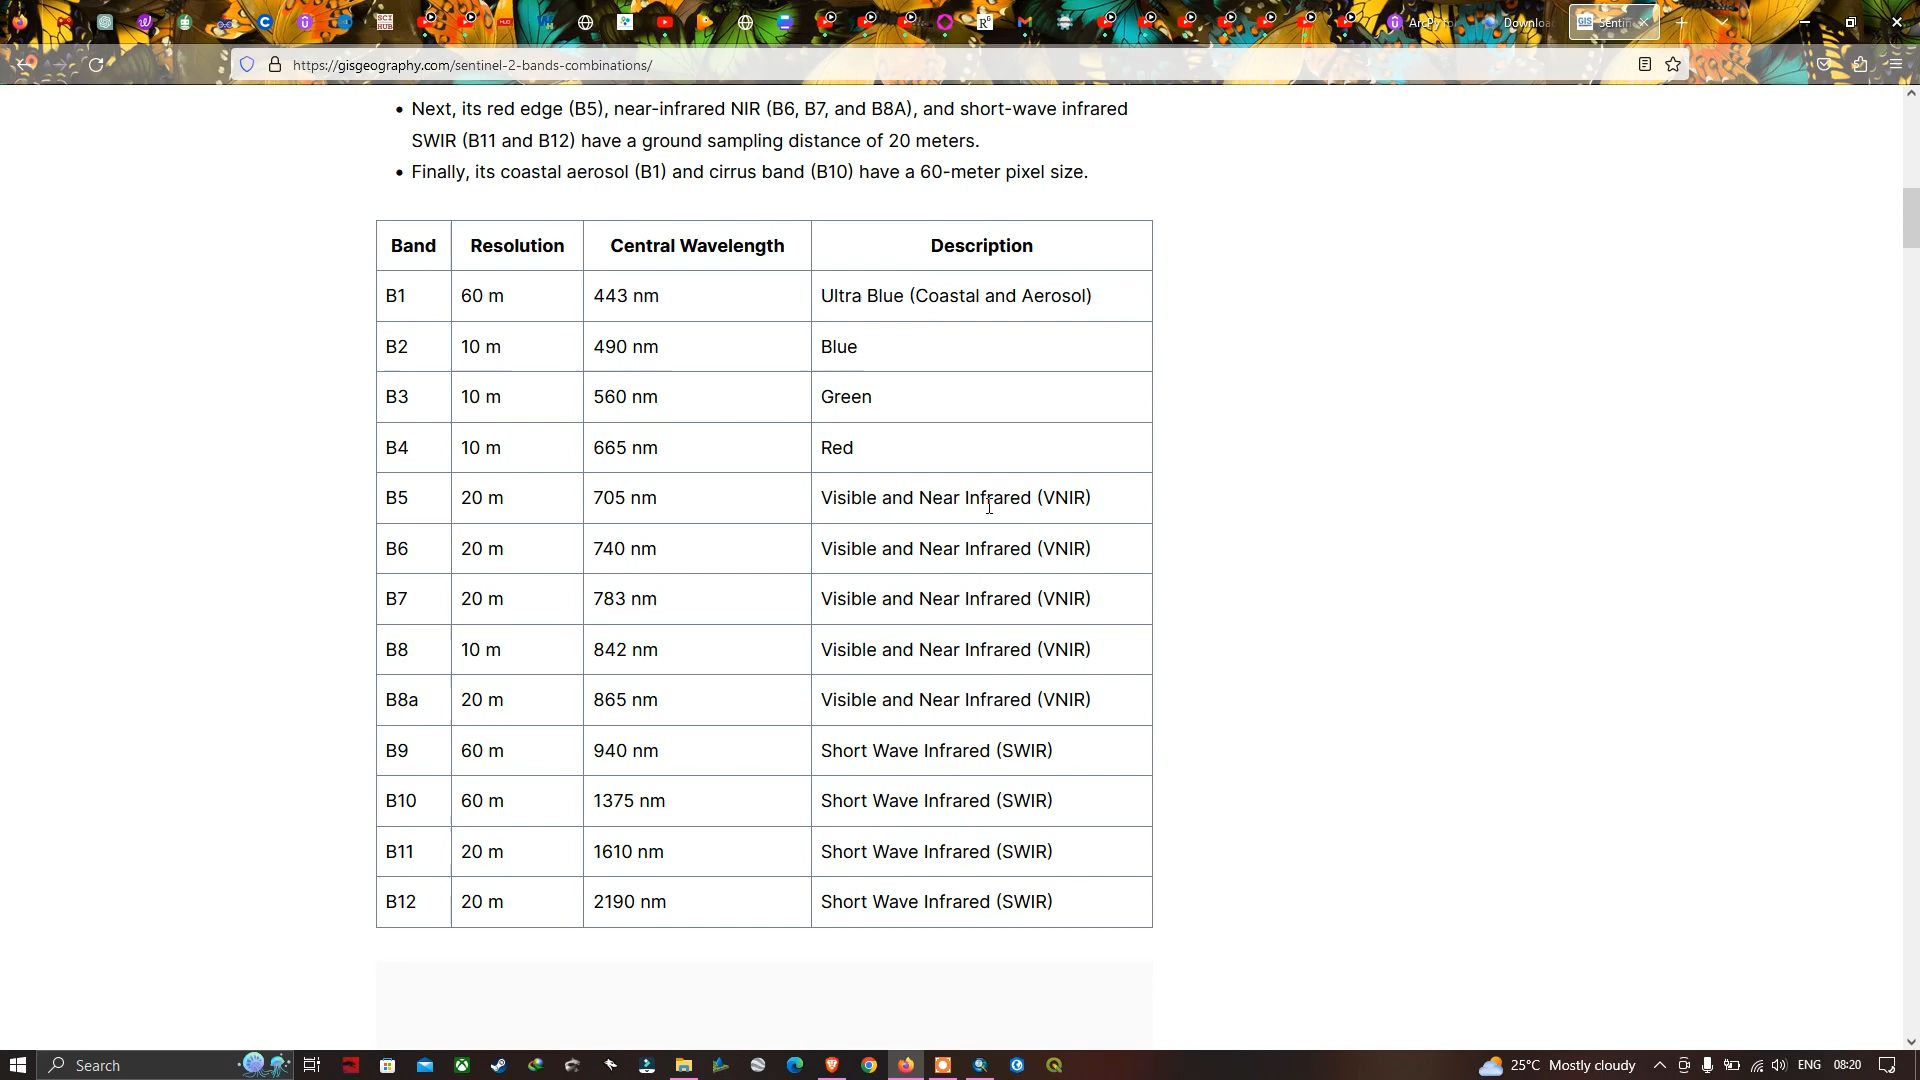 ArcPy fo
Downloa
Sentin
https://gisgeography.com/sentinel-2-bands-combinations/
• Next, its red edge (B5), near-infrared NIR (B6, B7, and B8A), and short-wave infrared
SWIR (B11 and B12) have a ground sampling distance of 20 meters.
• Finally, its coastal aerosol (B1) and cirrus band (B10) have a 60-meter pixel size.
Band Resolution Central Wavelength Description
B1 60 m 443 nm Ultra Blue (Coastal and Aerosol)
B2 10 m 490 nm Blue
B3 10 m 560 nm Green
B4 10 m 665 nm Red
B5 20 m 705 nm Visible and Near Infrared (VNIR)
B6 20 m 740 nm Visible and Near Infrared (VNIR)
B7 20 m 783 nm Visible and Near Infrared (VNIR)
B8 10 m 842 nm Visible and Near Infrared (VNIR)
B8a 20 m 865 nm Visible and Near Infrared (VNIR)
B9 60 m 940 nm Short Wave Infrared (SWIR)
B10 60 m 1375 nm Short Wave Infrared (SWIR)
B11 20 m 1610 nm Short Wave Infrared (SWIR)
B12 20 m 2190 nm Short Wave Infrared (SWIR)
Search
25°C Mostly cloudy
ENG
08:20